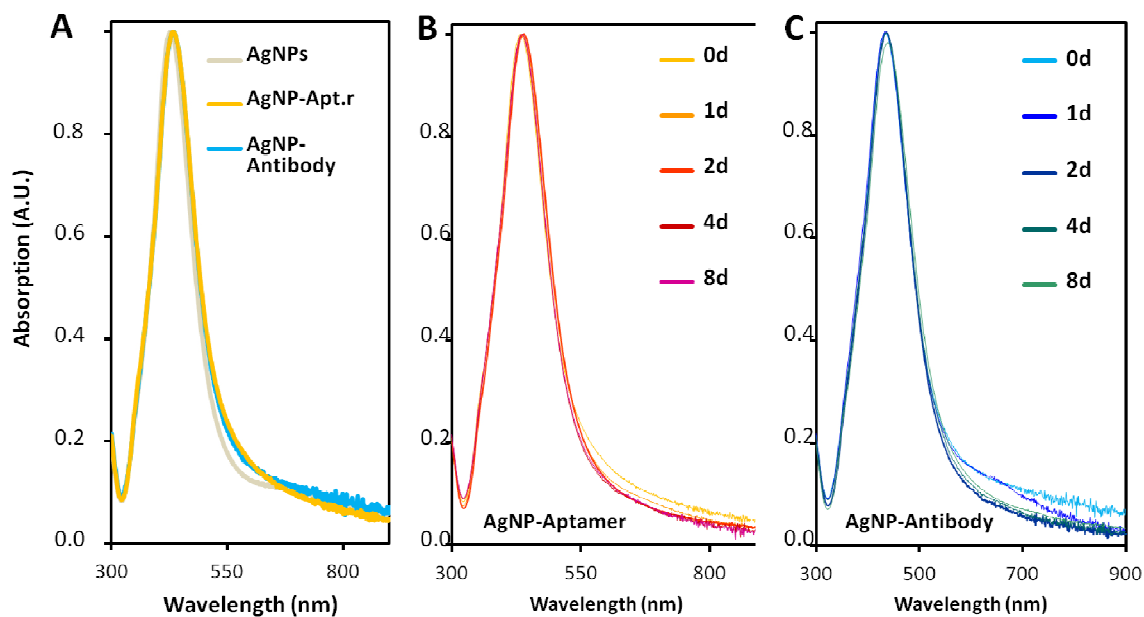 A
AgNPs
AgNP-Apt.r
AgNP-
Antibody
Absorption (A.U.)
0.8
0.6
0.4
0.2
0.0
300
550
800
Wavelength (nm)
B
0d
1d
2d
4d
8d
0.8
0.6
0.4
0.2
0.0
AgNP-Aptamer
300
550
800
Wavelength (nm)
C
0d
1d
2d
4d
8d
0.8
0.6
0.4
0.2
0.0
AgNP-Antibody
300
500
700
900
Wavelength (nm)